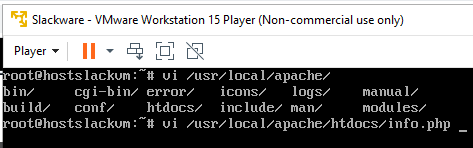 Slackware - VMware Workstation 15 Player (Non-commercial use only)
Player
root@hostslackvm:~# vi /usr/local/apache/
bin/ cgi-bin/ error/ icons/ logs/ manual/
build/ conf/ htdocs/ include/ man/ modules/
root@hostslackvm:~# vi /usr/local/apache/htdocs/info.php _